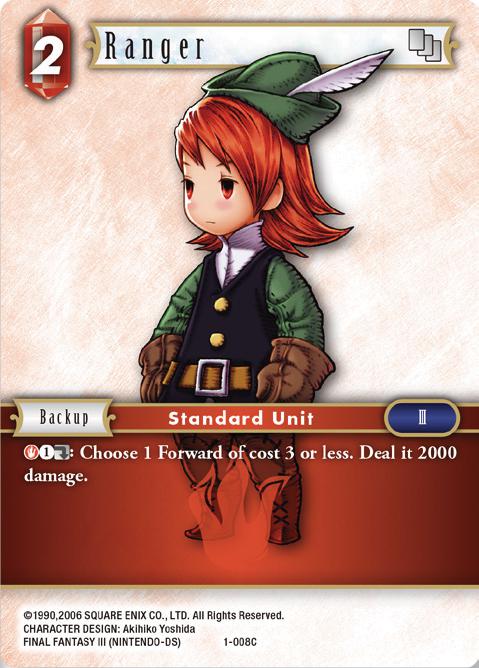 2
Ranger
Backup
Standard Unit
III
1: Choose 1 Forward of cost 3 or less. Deal it 2000
damage.
©1990,2006 SQUARE ENIX CO., LTD. All Rights Reserved.
CHARACTER DESIGN: Akihiko Yoshida
FINAL FANTASY III (NINTENDO-DS) 1-008C